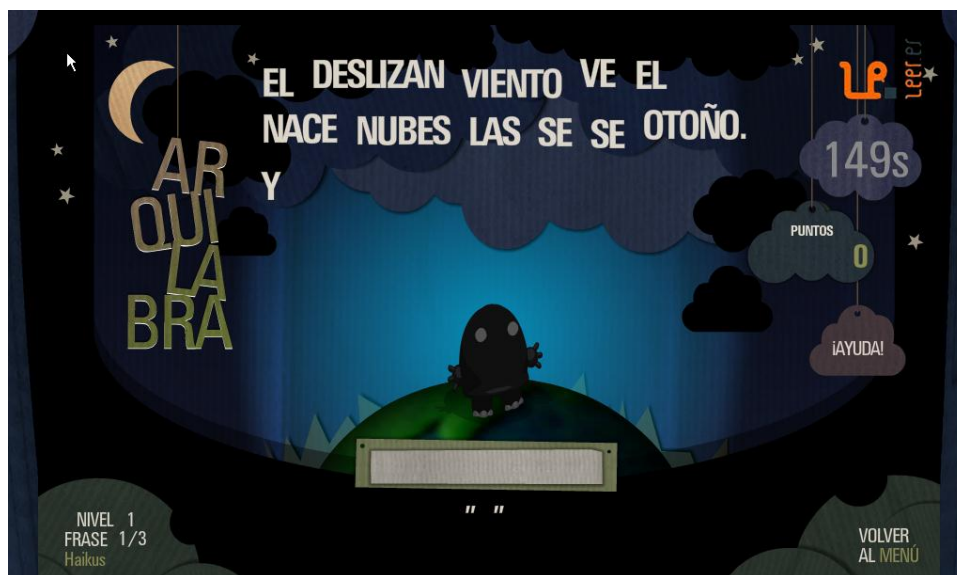 EL DESLIZAN VIENTO VE EL
NACE NUBES LAS SE SE OTOÑO.
Y
AR
QUI
LA
BRA
LP.
Leer.es
149s
PUNTOS
0
¡AYUDA!
" "
NIVEL 1
FRASE 1/3
Haikus
VOLVER
AL MENÚ